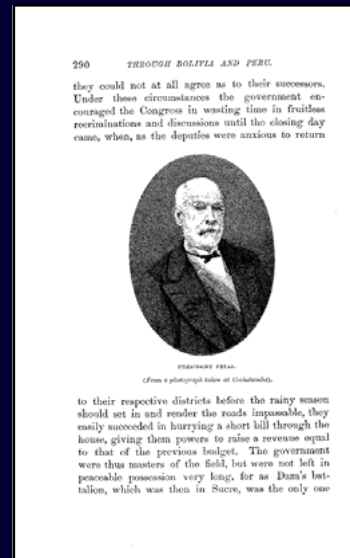 290 THROUGH BOLIVIA AND PERU.
they could not at all agree as to their successors.
Under these circumstances the government en-
couraged the Congress in wasting time in fruitless
recriminations and discussions until the closing day
came, when, as the deputies were anxious to return
PRESIDENT FRIAS.
(From a photograph taken at Cochabamba).
to their respective districts before the rainy season
should set in and render the roads impassable, they
easily succeeded in hurrying a short bill through the
house, giving them powers to raise a revenue equal
to that of the previous budget. The government
were thus masters of the field, but were not left in
peaceable possession very long, for as Daza's bat-
talion, which was then in Sucre, was the only one